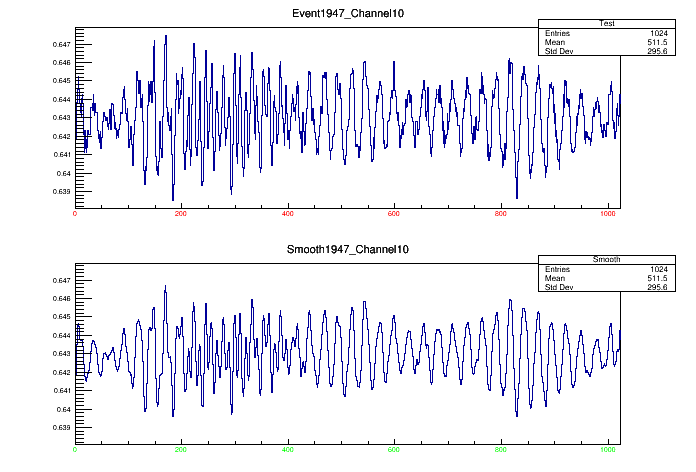 Event1947_Channel10
Test
Entries 1024
Mean 511.5
Std Dev 295.6
0.647
0.646
0.645
0.644
0.643
0.642
0.641
0.64
0.639
0 200 400 600 800 1000
Smooth1947_Channel10
Smooth
Entries 1024
Mean 511.5
Std Dev 295.6
0.647
0.646
0.645
0.644
0.643
0.642
0.641
0.64
0.639
0 200 400 600 800 1000